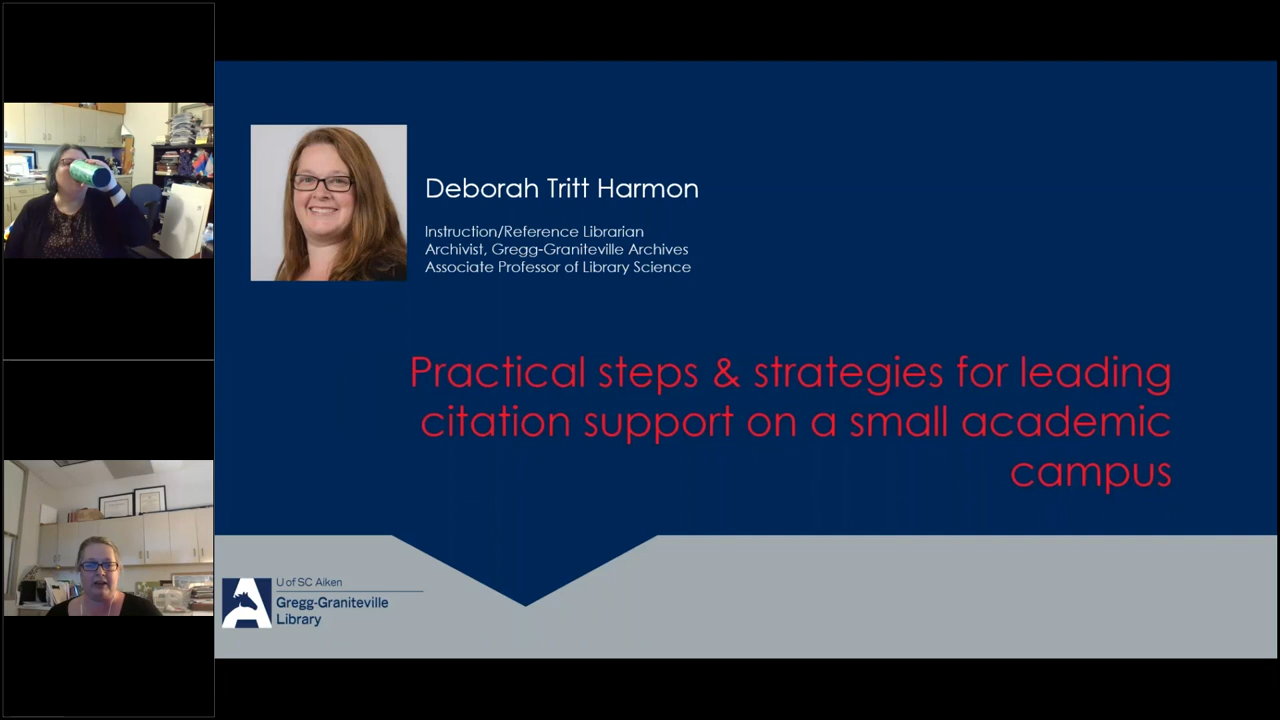 Deborah Tritt Harmon
Instruction/Reference Librarian
Archivist, Gregg-Graniteville Archives
Associate Professor of Library Science
Practical steps & strategies for leading
citation support on a small academic
campus
U of SC Aiken
Gregg-Graniteville
Library